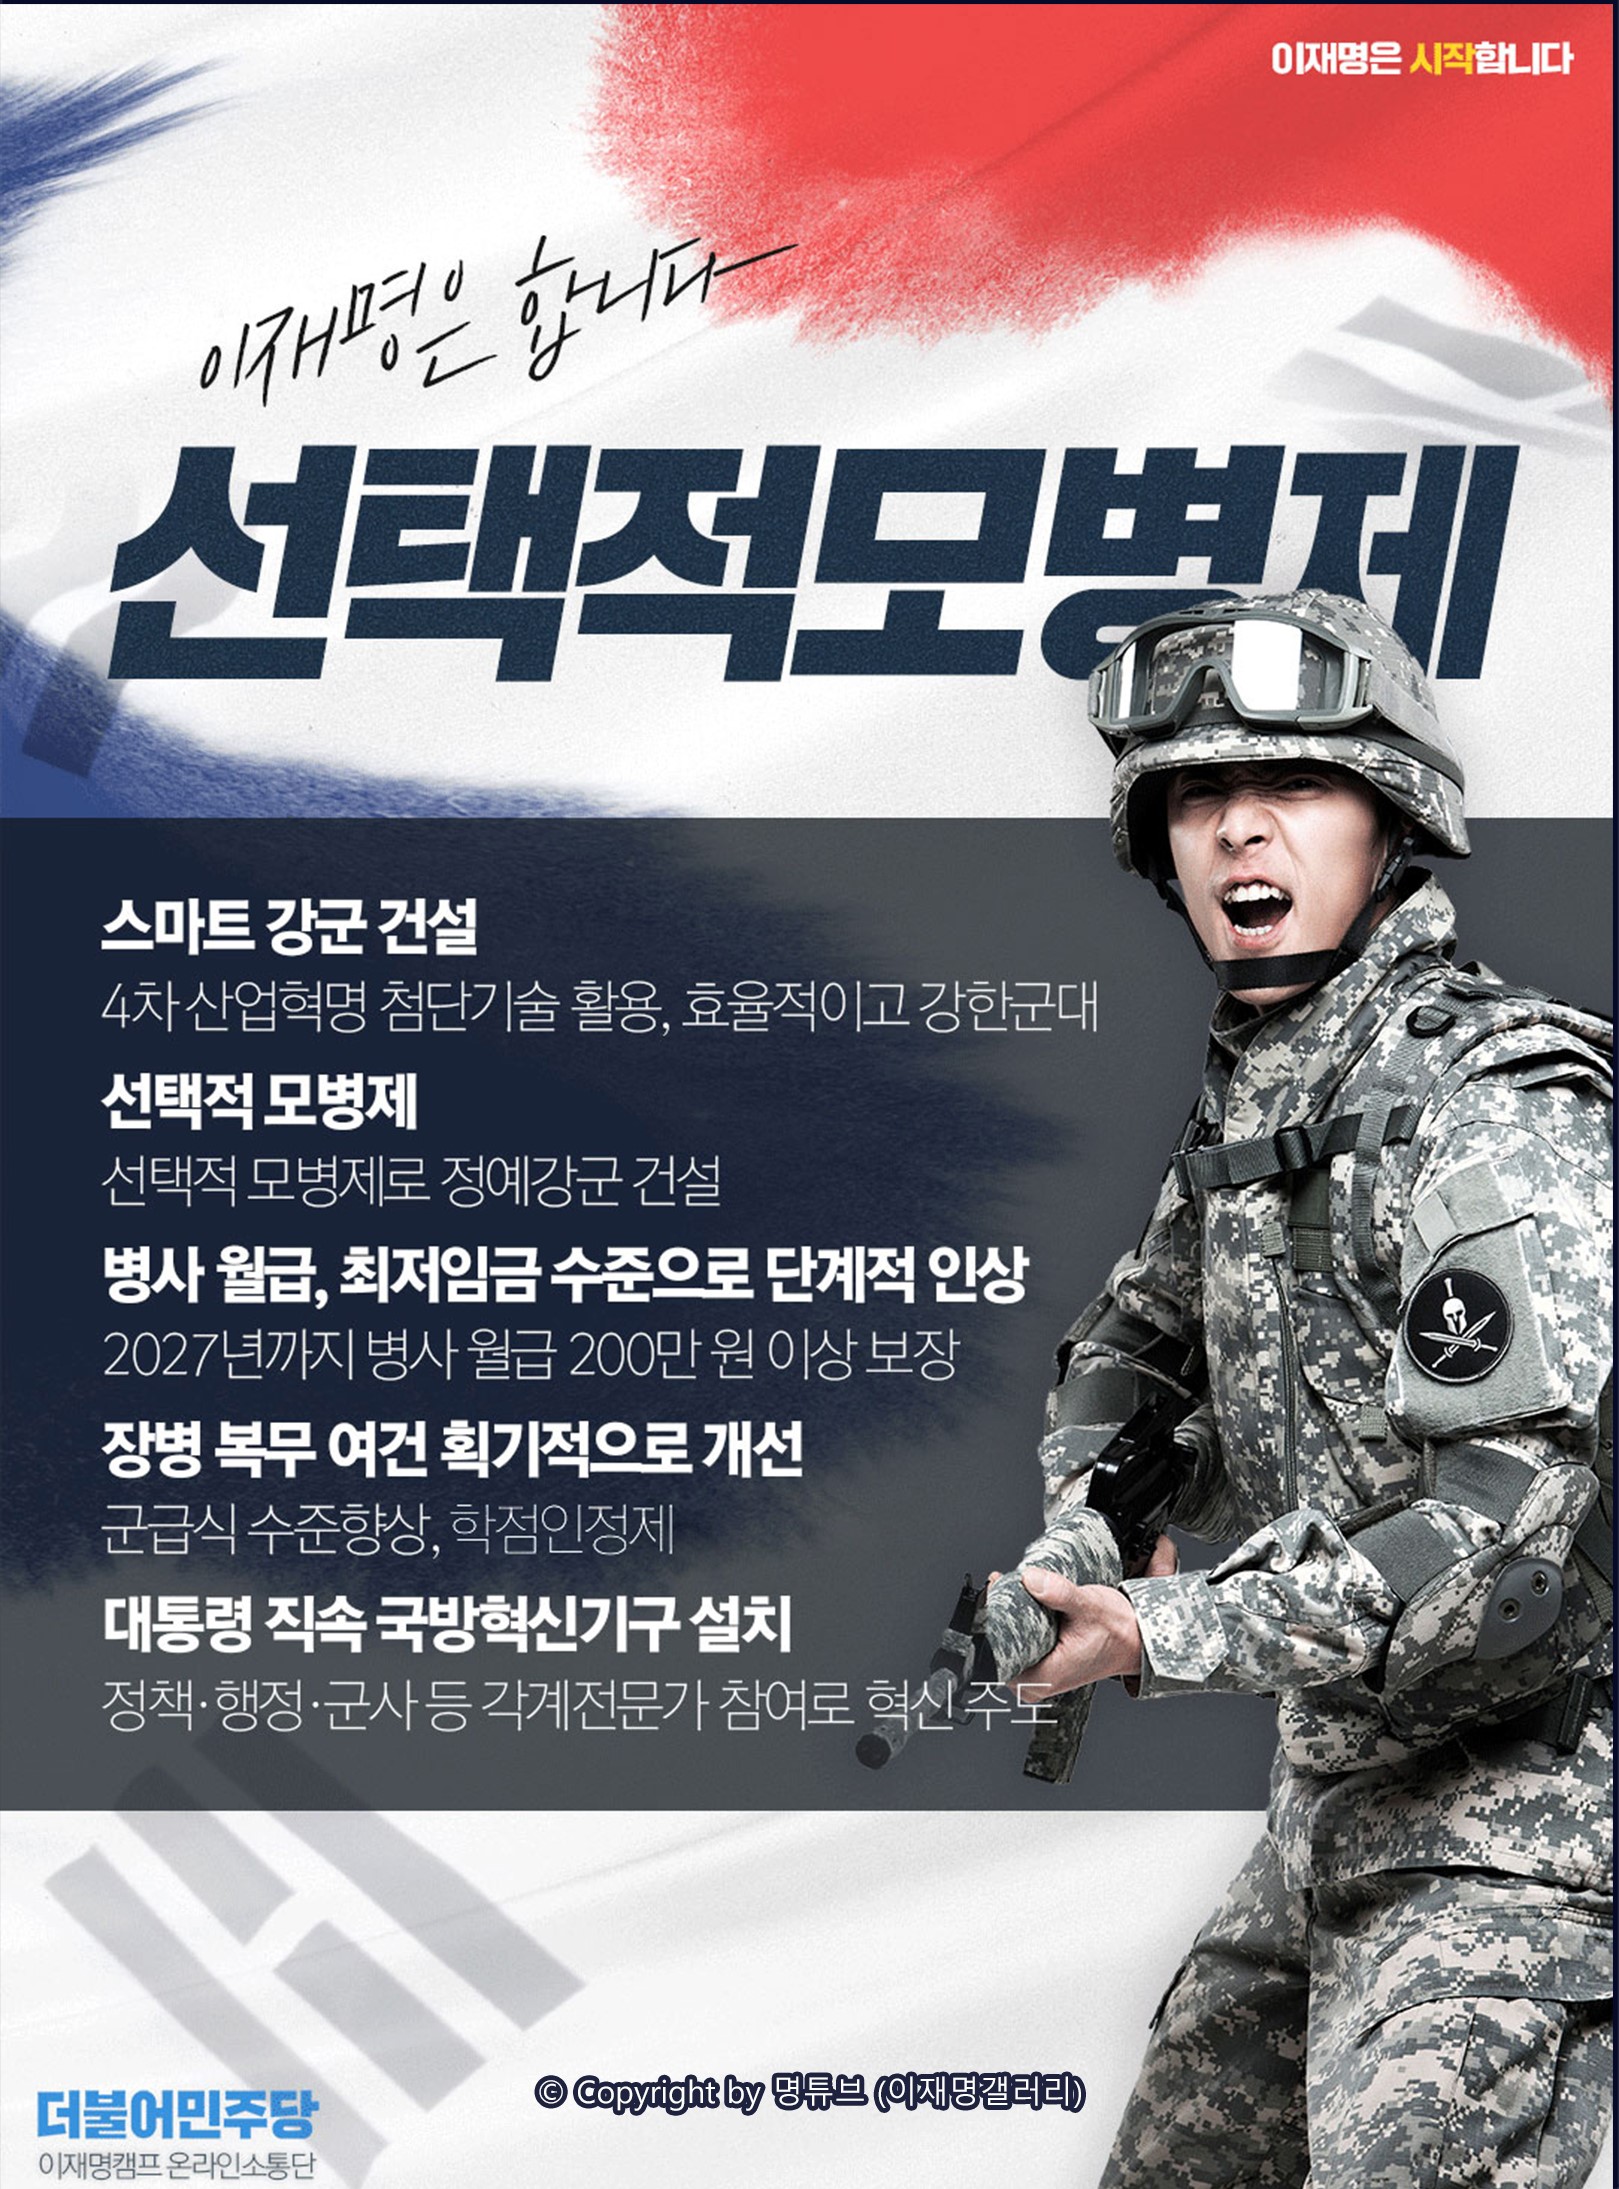 이재명은 시작합니다
이재명은 합니다
선택적모병제
스마트 강군 건설
4차 산업혁명 첨단기술 활용, 효율적이고 강한군대
선택적 모병제
선택적 모병제로 정예강군 건설
병사 월급, 최저임금 수준으로 단계적 인상
2027년까지 병사 월급 200만 원 이상 보장
장병 복무 여건 획기적으로 개선
군급식 수준향상, 학점인정제
대통령 직속 국방혁신기구 설치
정책·행정·군사 등 각계전문가 참여로 혁신 주도
© Copyright by 명튜브 (이재명갤러리)
더불어민주당
이재명캠프 온라인소통단